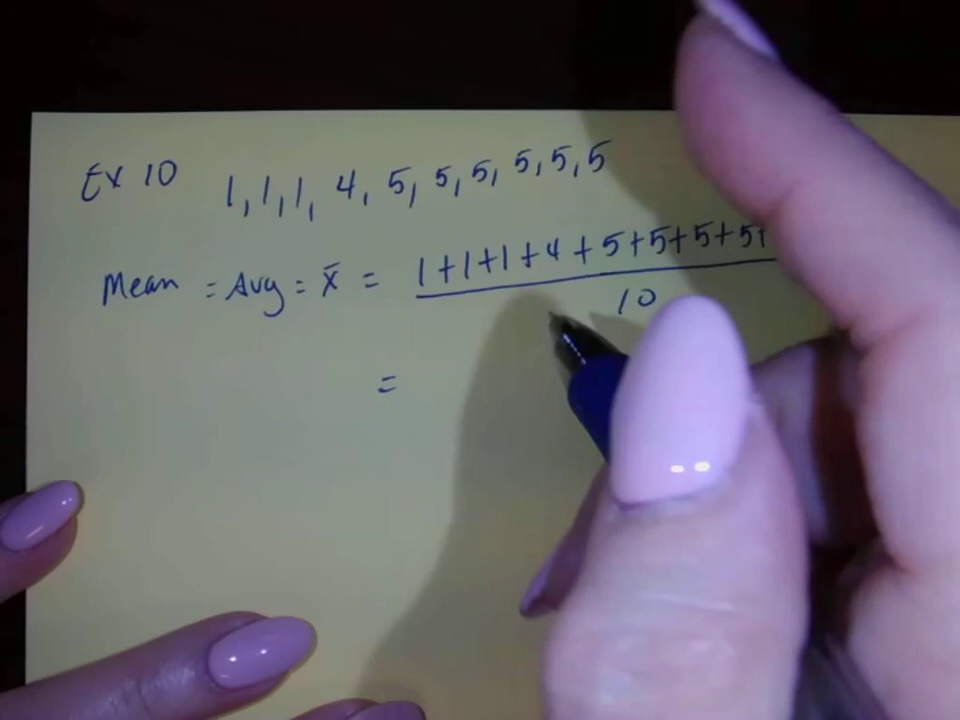 Ex 10 1, 1, 1, 4, 5, 5, 5, 5, 5, 5
Mean = Avg = x̄ = 1+1+1+4+5+5+5+5+
10
=